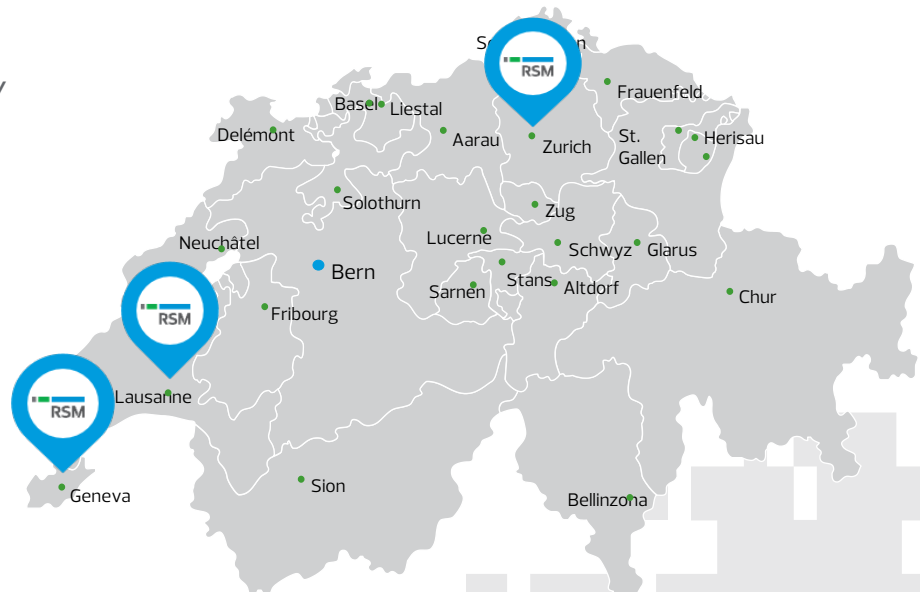 RSM
Frauenfeld
Basel
Liestal
Delémont
Aarau
Zurich
St.
Gallen
Herisau
Solothurn
Zug
Neuchâtel
Lucerne
Schwyz
Glarus
Bern
Stans
Sarnen
Altdorf
Chur
RSM
Fribourg
Lausanne
RSM
Geneva
Sion
Bellinzona